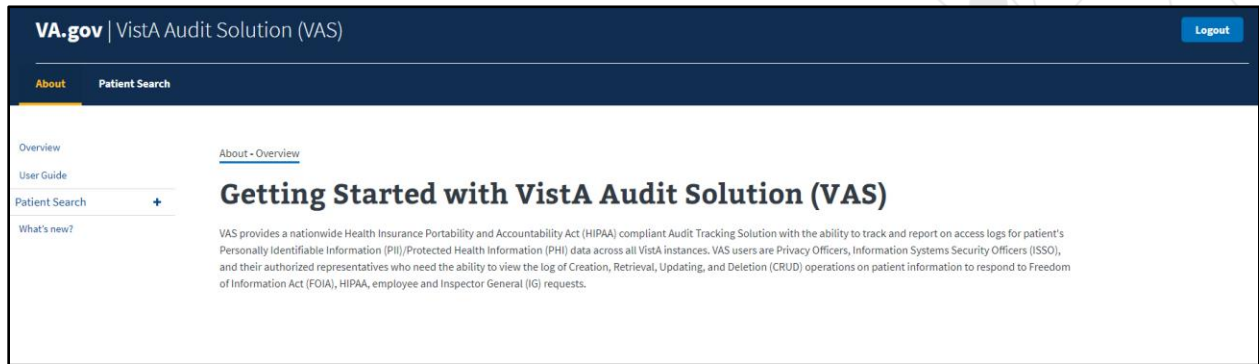 VA.gov | VistA Audit Solution (VAS)
Logout
About Patient Search
Overview
User Guide
Patient Search +
What's new?
About - Overview
Getting Started with VistA Audit Solution (VAS)
VAS provides a nationwide Health Insurance Portability and Accountability Act (HIPAA) compliant Audit Tracking Solution with the ability to track and report on access logs for patient's
Personally Identifiable Information (PII)/Protected Health Information (PHI) data across all VistA instances. VAS users are Privacy Officers, Information Systems Security Officers (ISSO),
and their authorized representatives who need the ability to view the log of Creation, Retrieval, Updating, and Deletion (CRUD) operations on patient information to respond to Freedom
of Information Act (FOIA), HIPAA, employee and Inspector General (IG) requests.